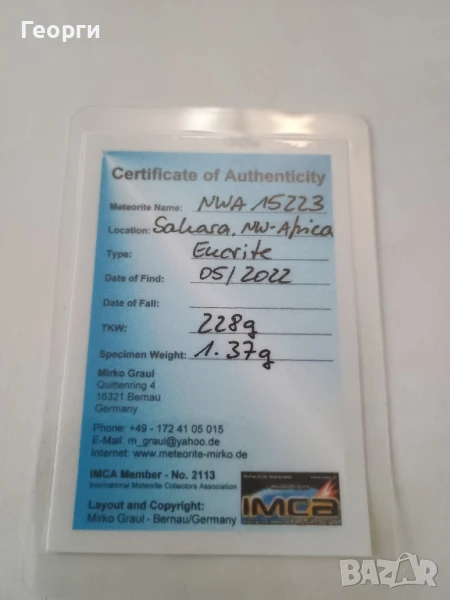 Георги
Certificate of Authenticity
Meteorite Name: NWA 15223
Location: Sahara, NW-Africa
Type: Eucrite
Date of Find: 05/2022
Date of Fall:
TKW: 228g
Specimen Weight: 1.37g
Mirko Graul
Quittenring 4
16321 Bernau
Germany
Phone: +49 - 172 41 05 015
E-Mail: m_graul@yahoo.de
Internet: www.meteorite-mirko.de
IMCA Member - No. 2113
International Meteorite Collectors Association
IMCA
Layout and Copyright:
Mirko Graul - Bernau/Germany
BAZAR